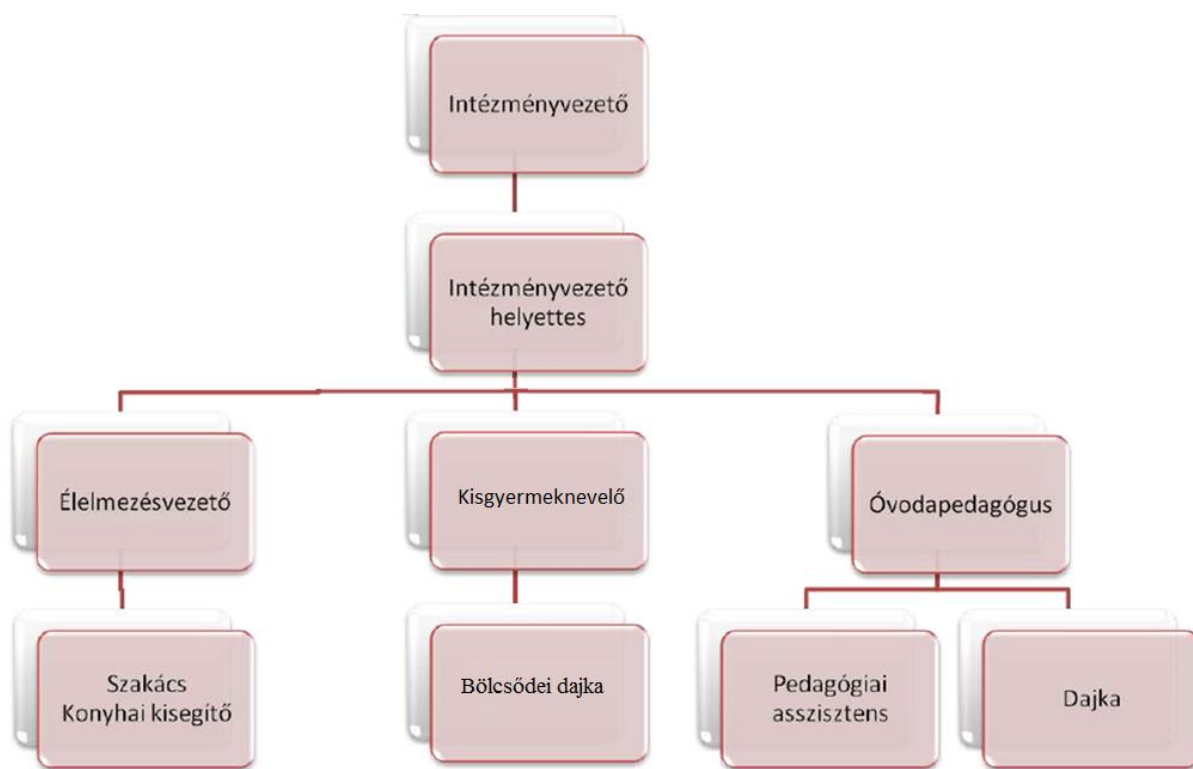 Intézményvezető
Intézményvezető
helyettes
Élelmezésvezető
Kisgyermeknevelő
Óvodapedagógus
Szakács
Konyhai kisegítő
Bölcsődei dajka
Pedagógiai
asszisztens
Dajka